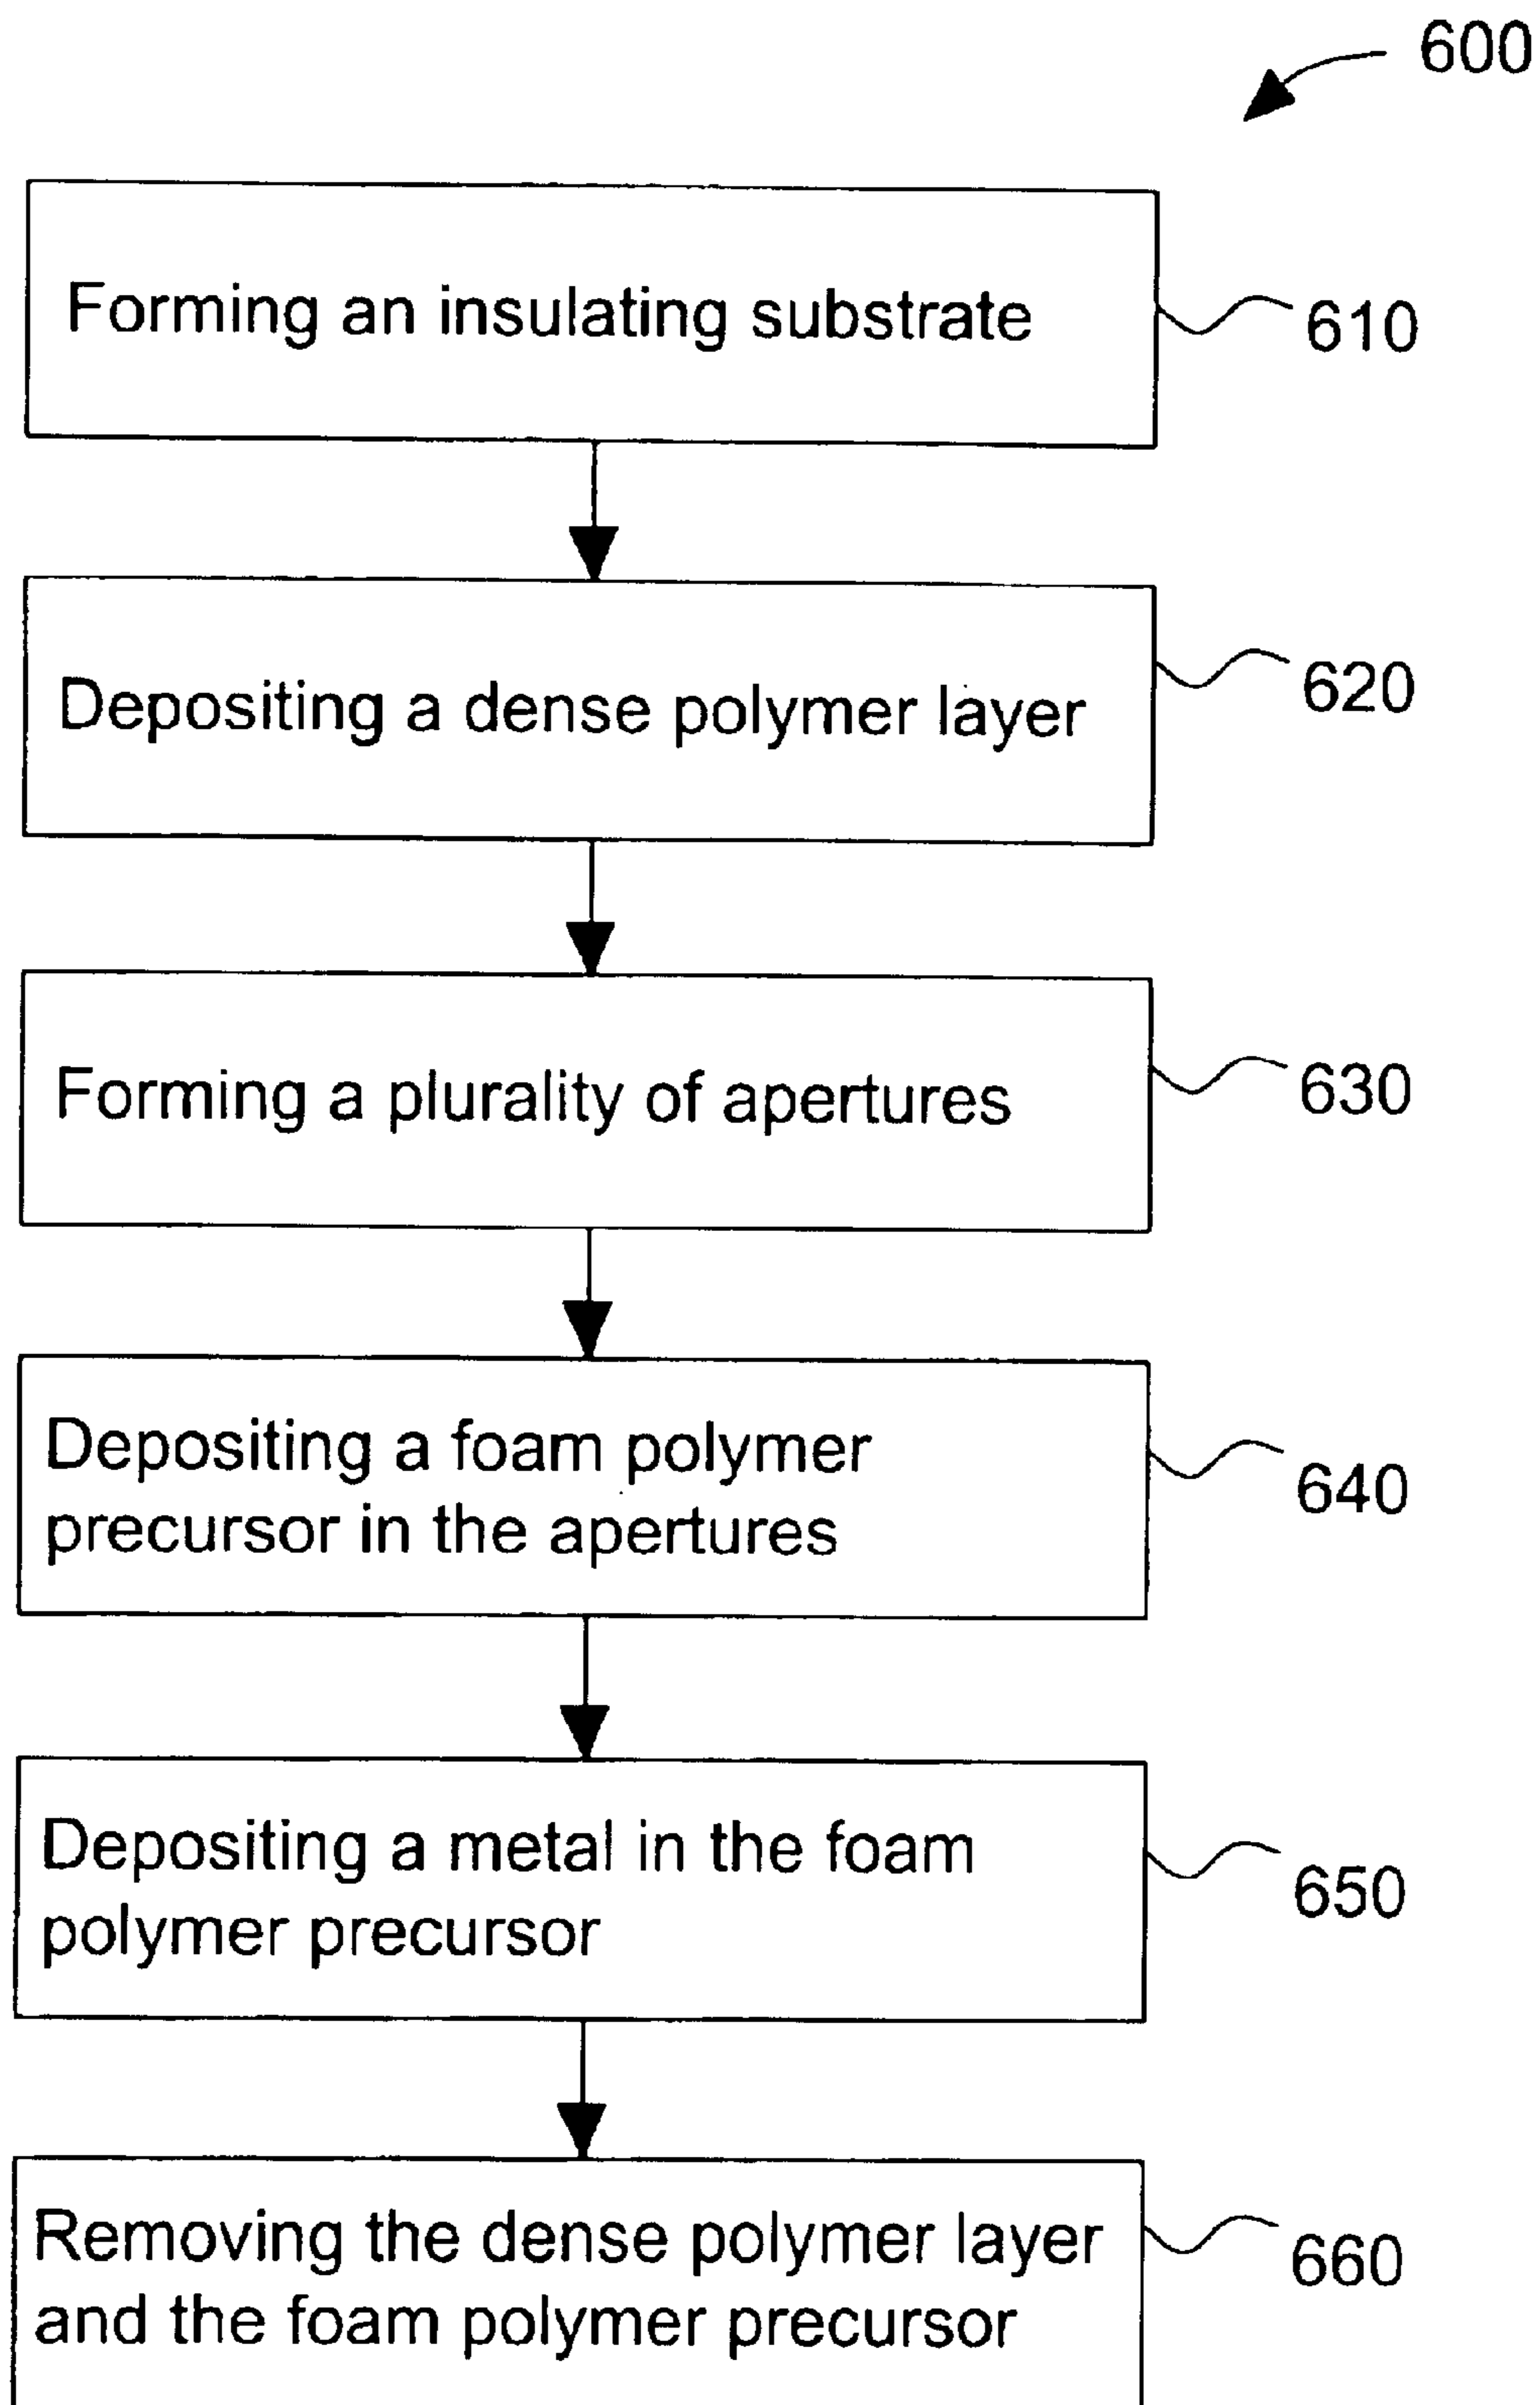 600
Forming an insulating substrate
610
Depositing a dense polymer layer
620
Forming a plurality of apertures
630
Depositing a foam polymer
precursor in the apertures
640
Depositing a metal in the foam
polymer precursor
650
Removing the dense polymer layer
and the foam polymer precursor
660